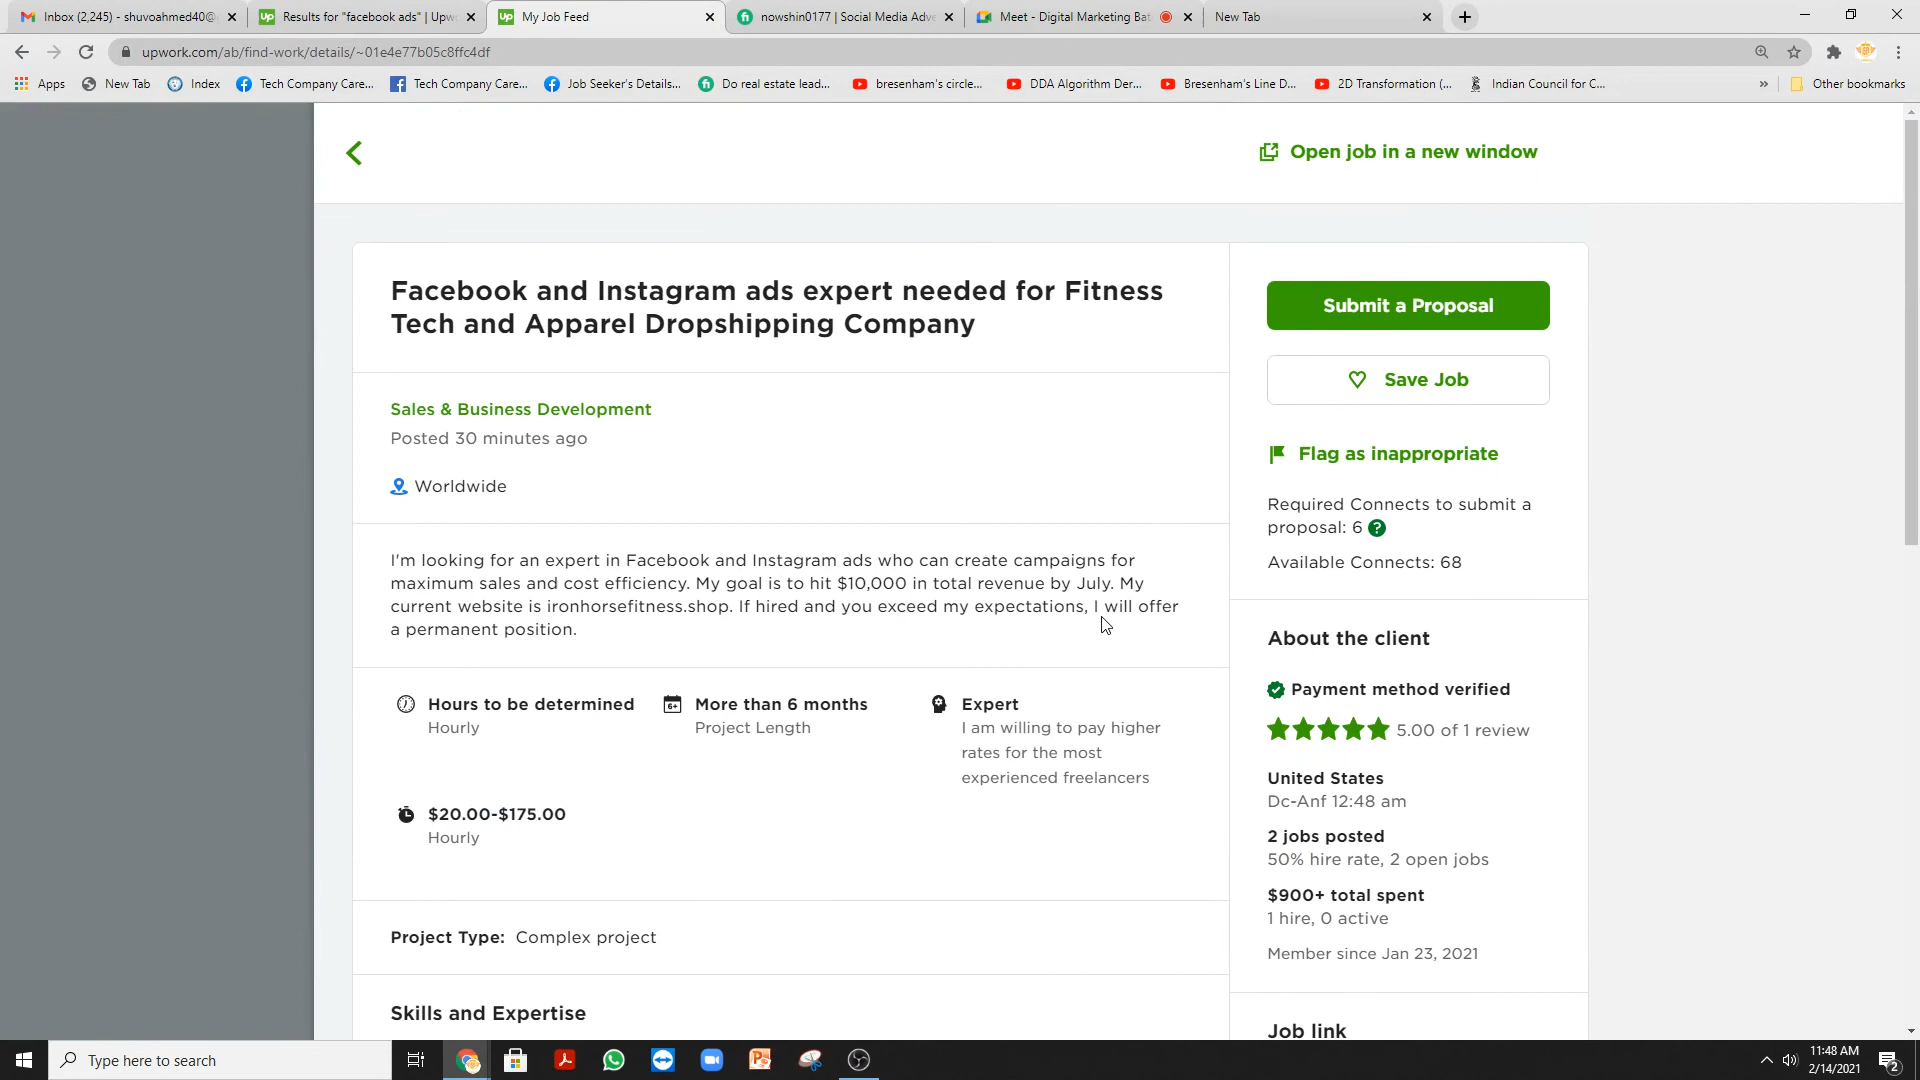 Inbox (2,245) - shuvoahmed40@
Results for "facebook ads" | Upwo
My Job Feed
nowshin0177 | Social Media Adve
Meet - Digital Marketing Bat
New Tab
upwork.com/ab/find-work/details/~01e4e77b05c8ffc4df
Apps
New Tab
Index
Tech Company Care...
Tech Company Care...
Job Seeker's Details...
Do real estate lead...
bresenham's circle...
DDA Algorithm Der...
Bresenham's Line D...
2D Transformation (...
Indian Council for C...
»
Other bookmarks
Open job in a new window
Facebook and Instagram ads expert needed for Fitness
Tech and Apparel Dropshipping Company
Sales & Business Development
Posted 30 minutes ago
Worldwide
I'm looking for an expert in Facebook and Instagram ads who can create campaigns for
maximum sales and cost efficiency. My goal is to hit $10,000 in total revenue by July. My
current website is ironhorsefitness.shop. If hired and you exceed my expectations, I will offer
a permanent position.
Hours to be determined
Hourly
6+
More than 6 months
Project Length
Expert
I am willing to pay higher
rates for the most
experienced freelancers
$20.00-$175.00
Hourly
Project Type: Complex project
Skills and Expertise
Submit a Proposal
Save Job
Flag as inappropriate
Required Connects to submit a
proposal: 6 ?
Available Connects: 68
About the client
Payment method verified
5.00 of 1 review
United States
Dc-Anf 12:48 am
2 jobs posted
50% hire rate, 2 open jobs
$900+ total spent
1 hire, 0 active
Member since Jan 23, 2021
Job link
Type here to search
11:48 AM
2/14/2021
2